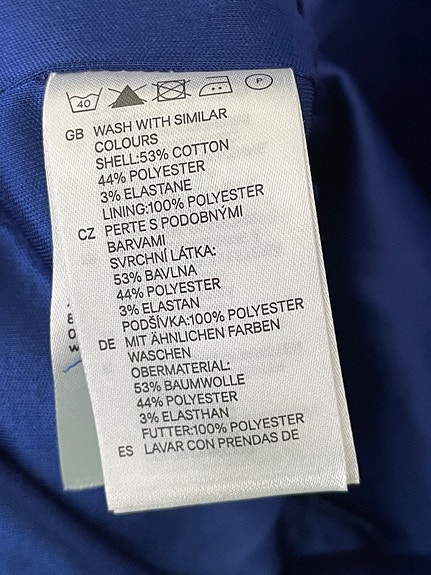 40 P
GB WASH WITH SIMILAR
COLOURS
SHELL:53% COTTON
44% POLYESTER
3% ELASTANE
LINING:100% POLYESTER
CZ PERTE S PODOBNÝMI
BARVAMI
SVRCHNÍ LÁTKA:
53% BAVLNA
44% POLYESTER
3% ELASTAN
PODŠÍVKA:100% POLYESTER
DE MIT ÄHNLICHEN FARBEN
WASCHEN
OBERMATERIAL:
53% BAUMWOLLE
44% POLYESTER
3% ELASTHAN
FUTTER:100% POLYESTER
ES LAVAR CON PRENDAS DE